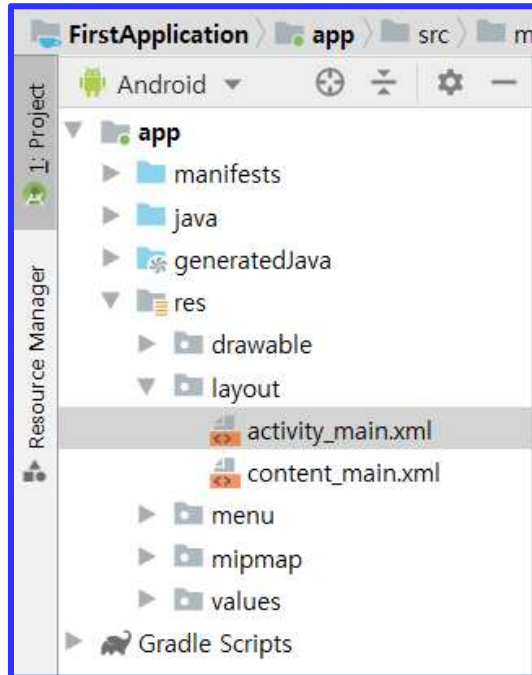 FirstApplication app src m
Android
1: Project
app
manifests
java
generatedJava
res
drawable
Resource Manager
layout
activity_main.xml
content_main.xml
menu
mipmap
values
Gradle Scripts